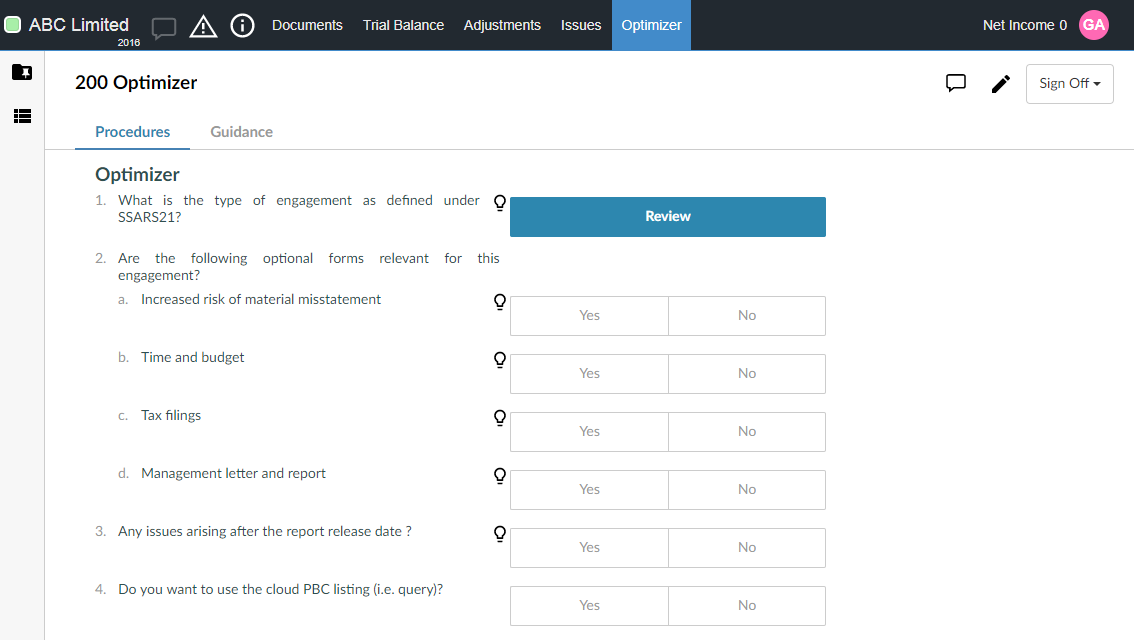 ABC Limited
2016
Documents Trial Balance Adjustments Issues Optimizer
Net Income 0 GA
200 Optimizer
Sign Off
Procedures Guidance
Optimizer
1. What is the type of engagement as defined under
SSARS21?
Review
2. Are the following optional forms relevant for this
engagement?
a. Increased risk of material misstatement
Yes No
b. Time and budget
Yes No
c. Tax filings
Yes No
d. Management letter and report
Yes No
3. Any issues arising after the report release date ?
Yes No
4. Do you want to use the cloud PBC listing (i.e. query)?
Yes No